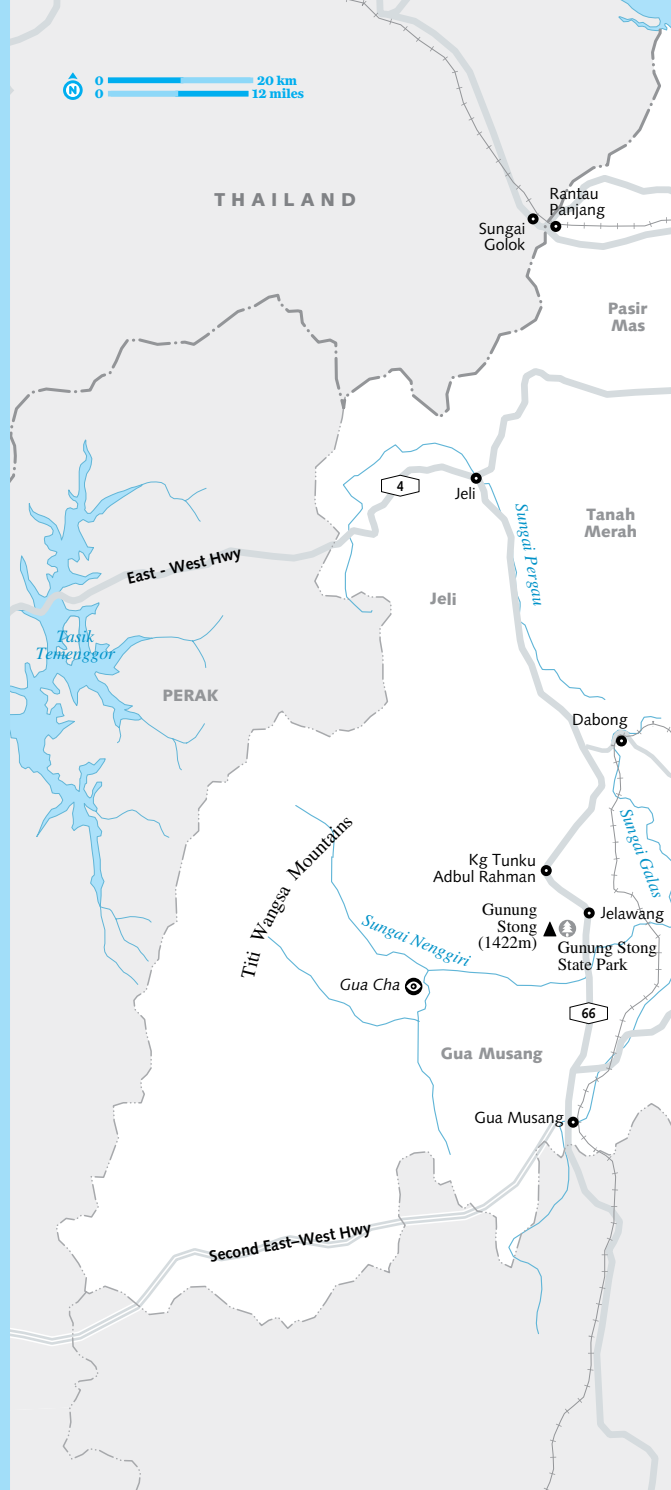 N
0 20 km
0 12 miles
THAILAND
Rantau
Panjang
Sungai
Golok
Pasir
Mas
4
Jeli
Tanah
Merah
Sungai Pergau
East - West Hwy
Jeli
Tasik
Temenggor
PERAK
Dabong
Sungai Galas
Titi Wangsa Mountains
Kg Tunku
Adbul Rahman
Gunung
Stong
(1422m)
Jelawang
Gunung Stong
State Park
Sungai Nenggiri
Gua Cha
66
Gua Musang
Gua Musang
Second East–West Hwy